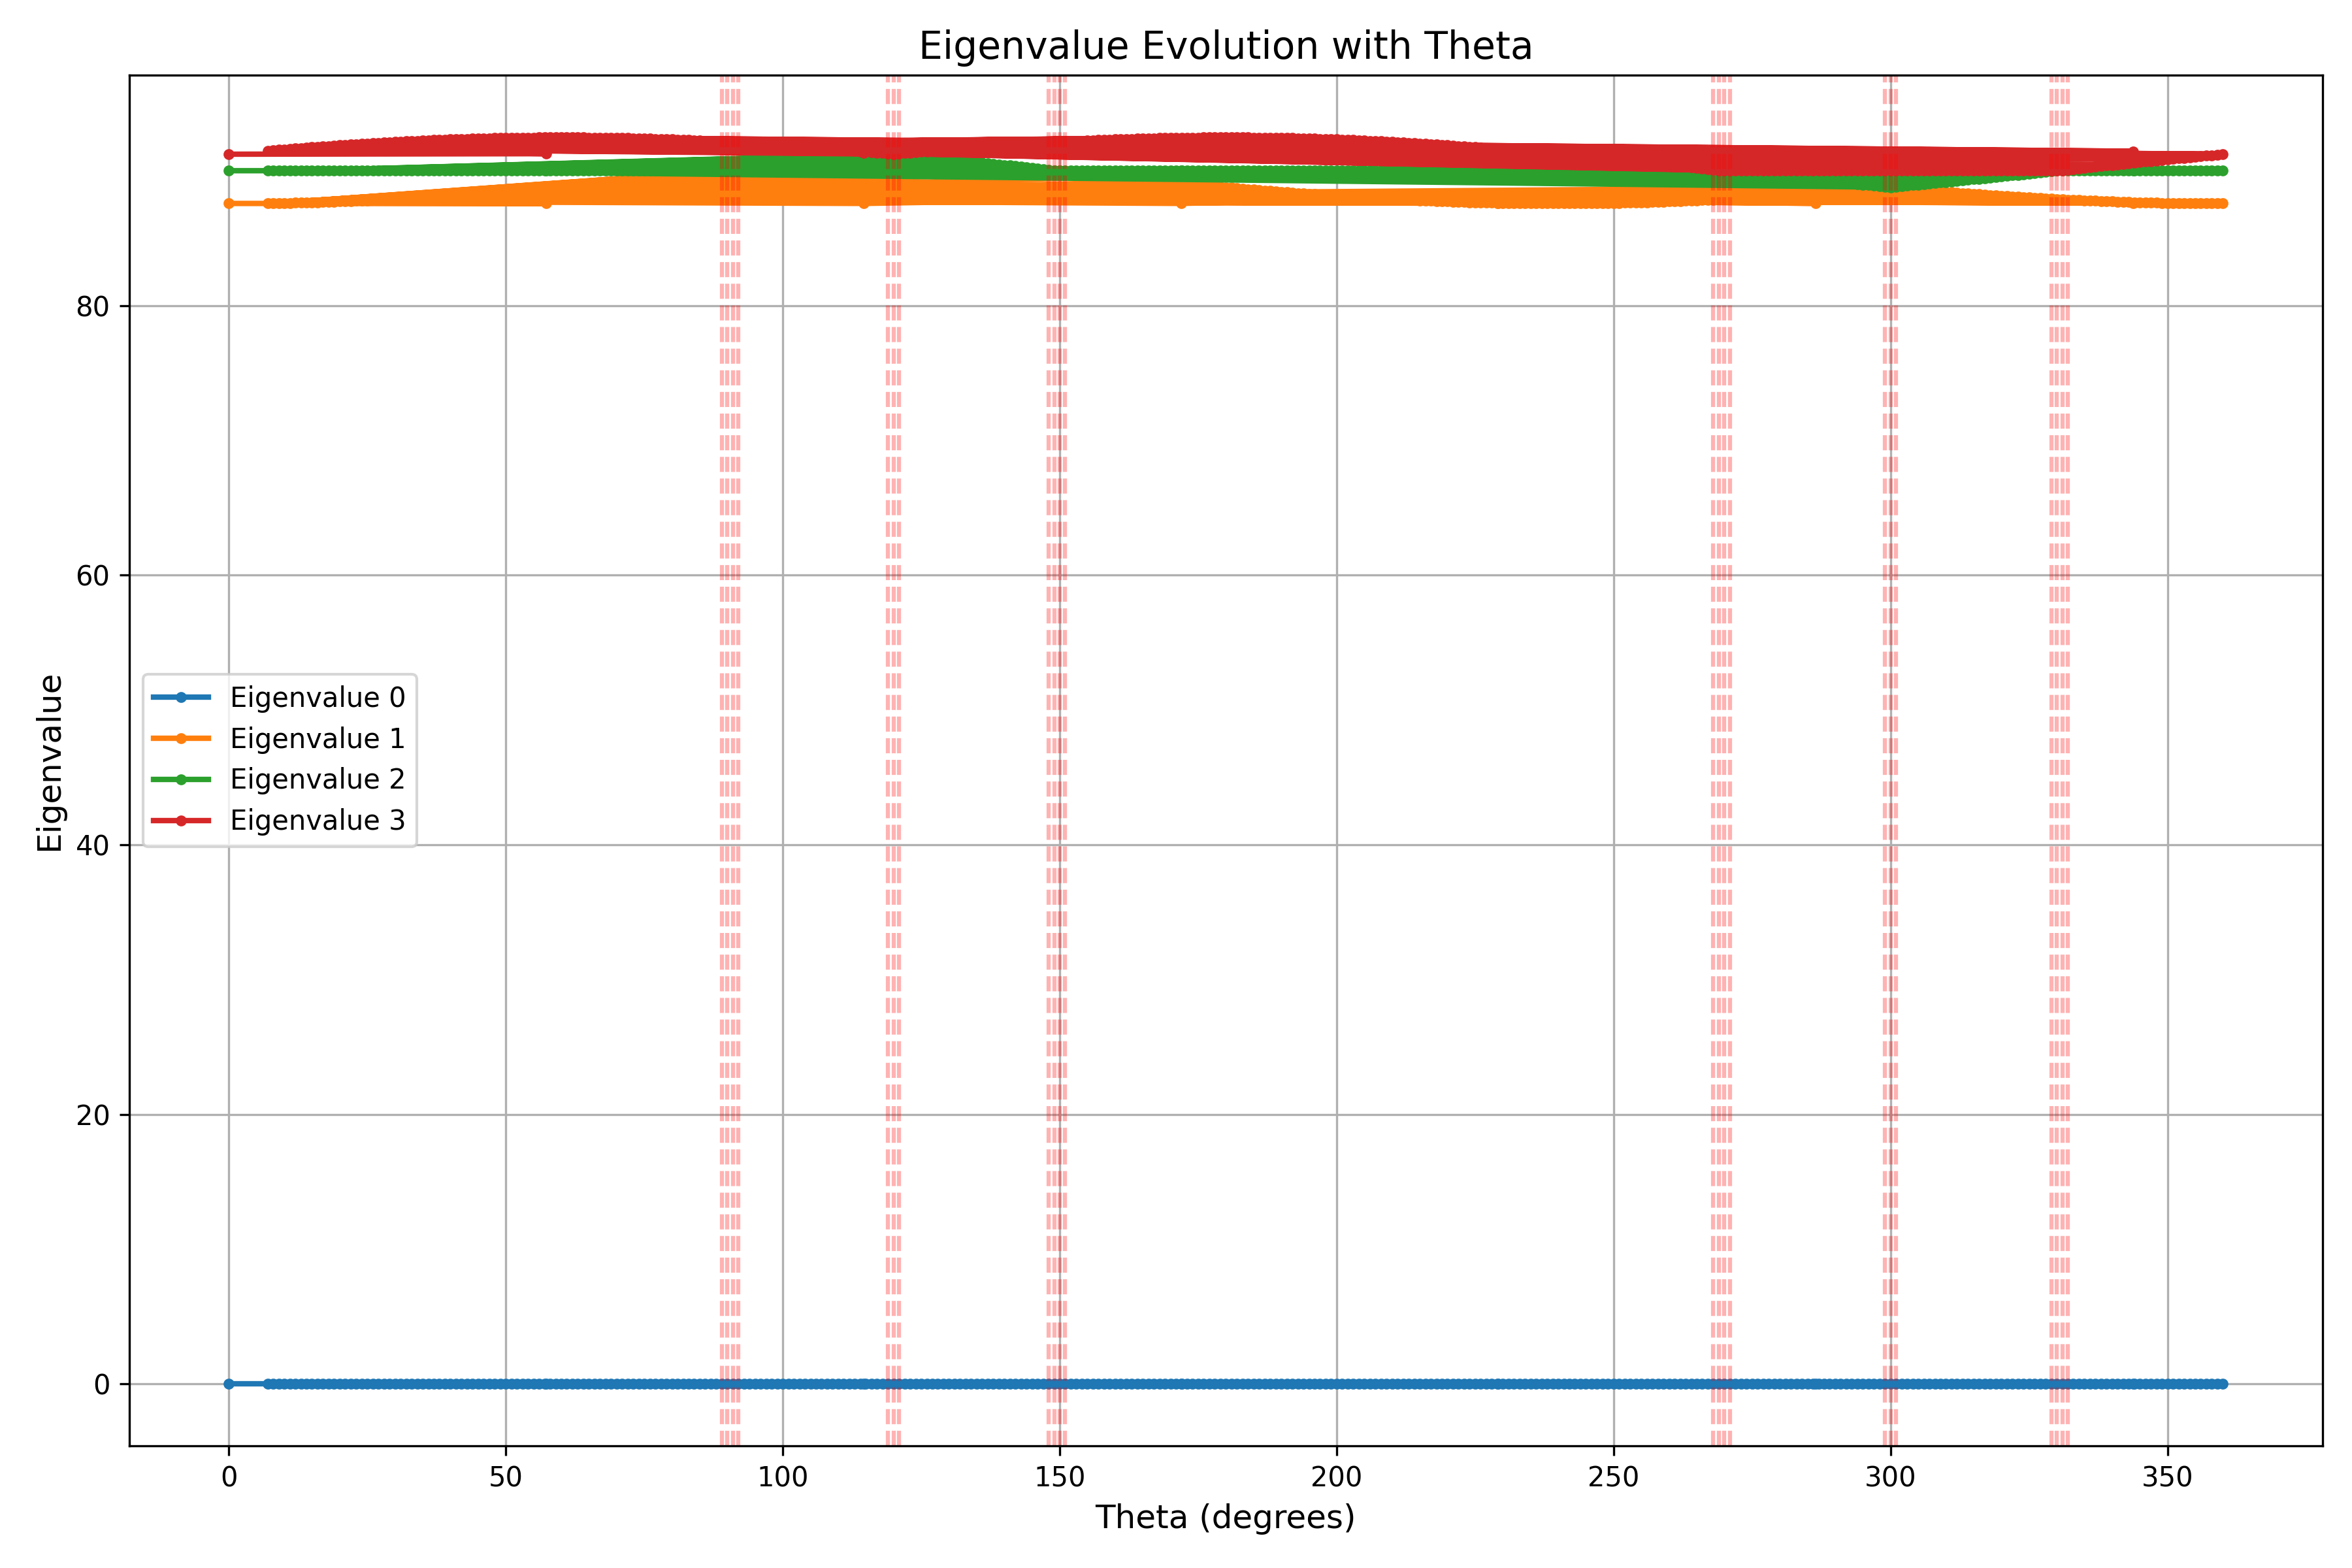 Eigenvalue Evolution with Theta
Eigenvalue
80
60
40
20
0
Eigenvalue 0
Eigenvalue 1
Eigenvalue 2
Eigenvalue 3
0 50 100 150 200 250 300 350
Theta (degrees)